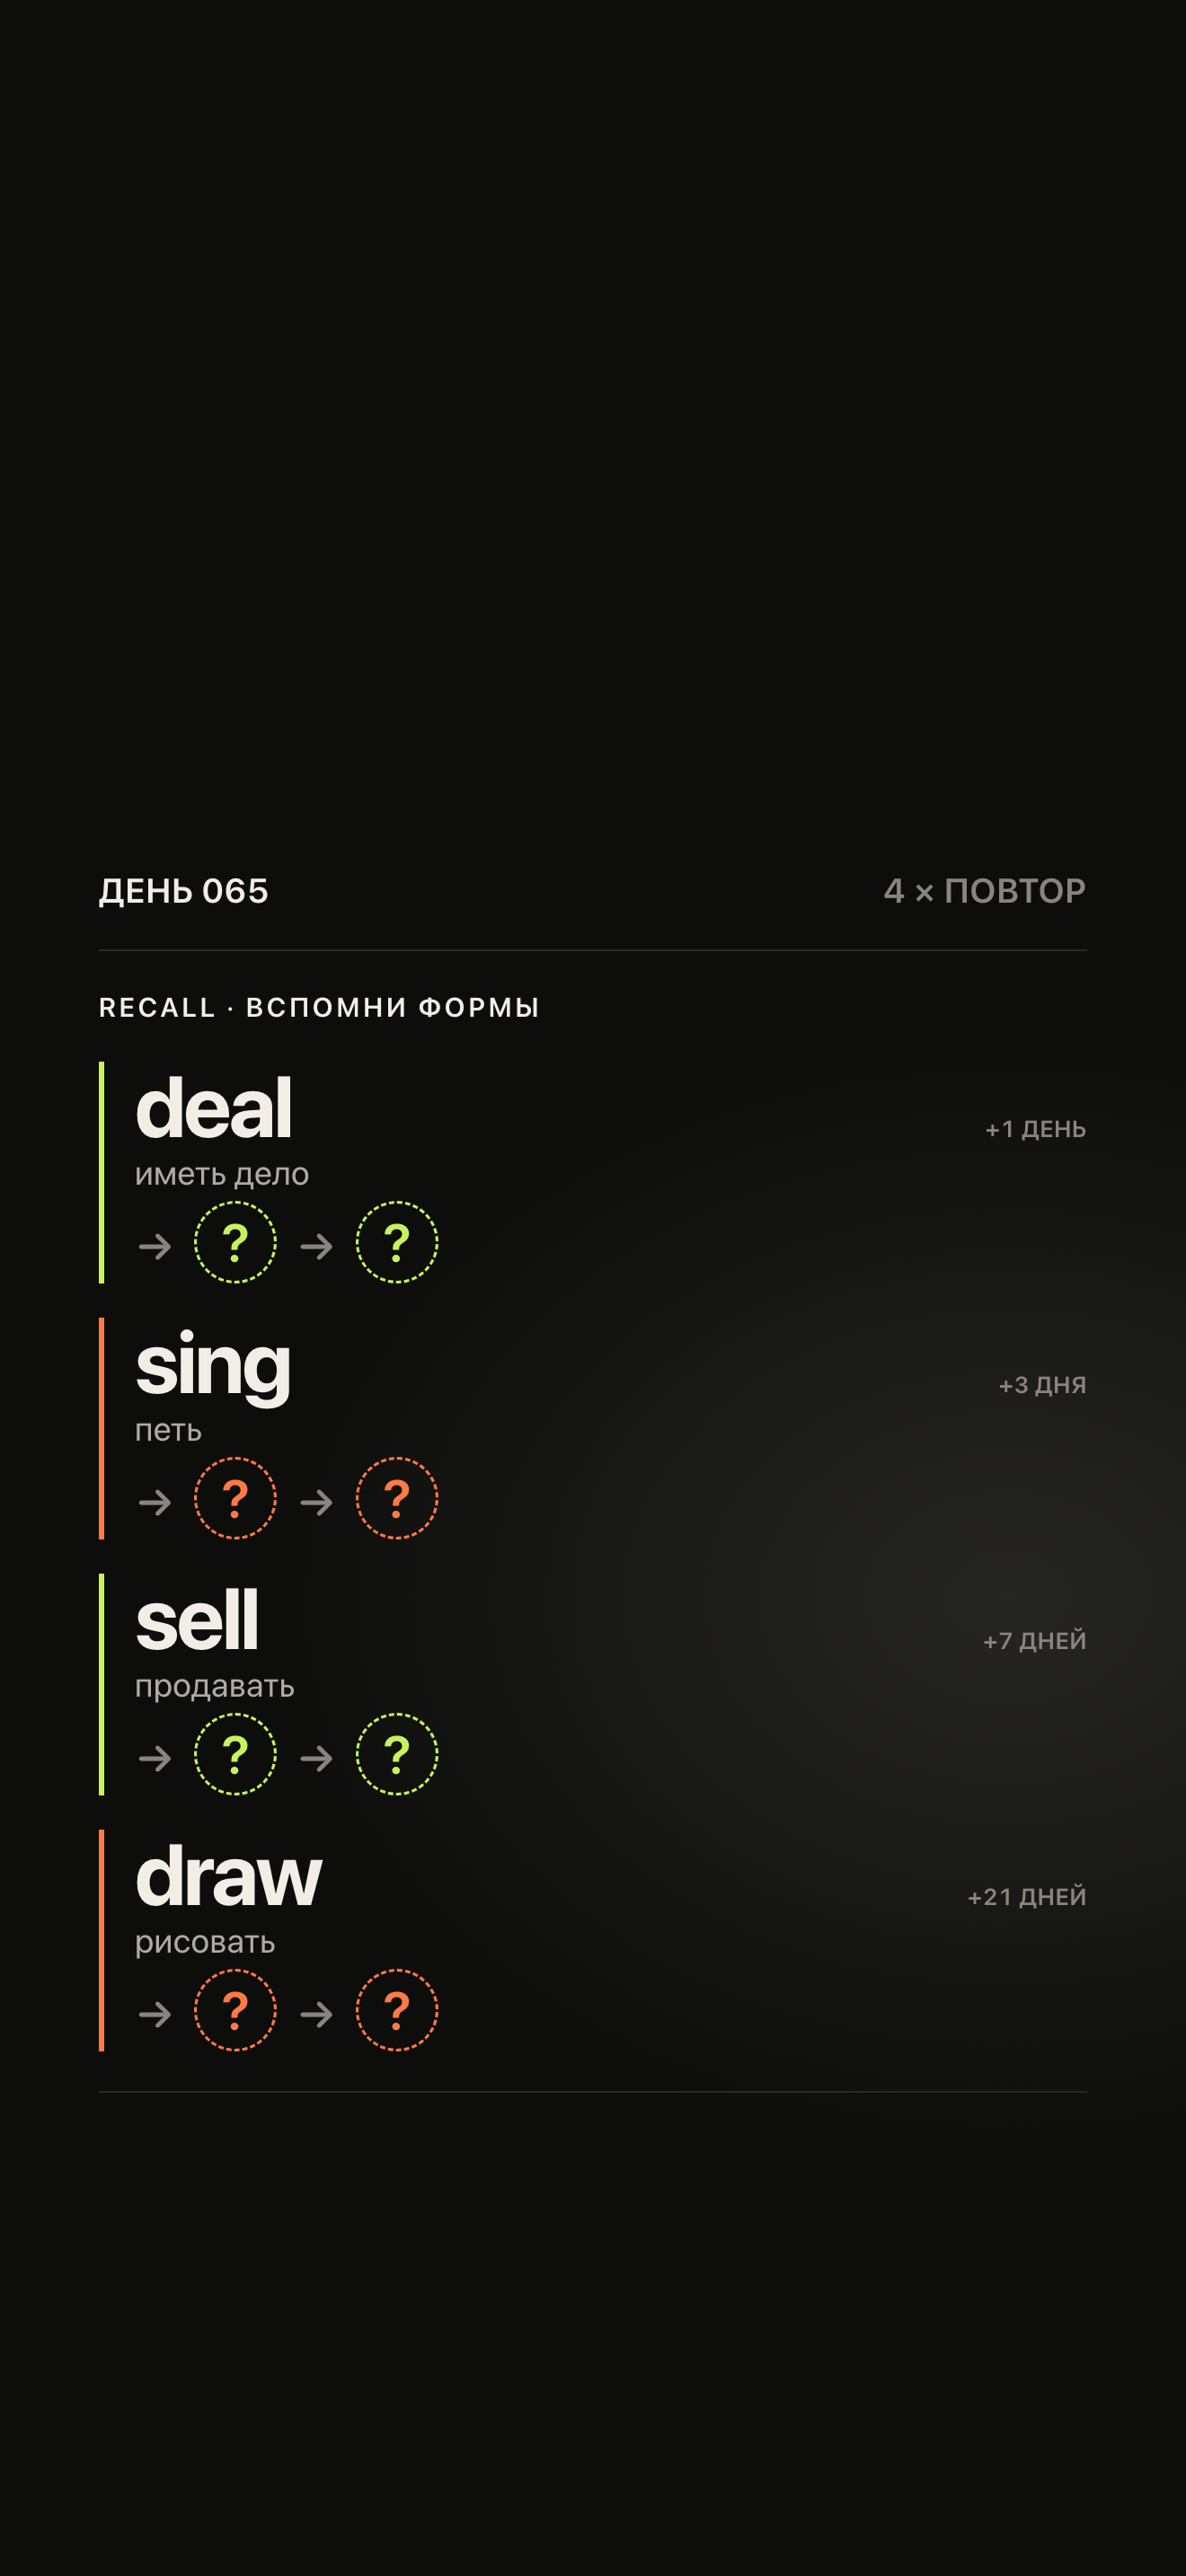 ДЕНЬ 065
4 × ПОВТОР
RECALL · ВСПОМНИ ФОРМЫ
deal
+1 ДЕНЬ
иметь дело
→ ? → ?
sing
+3 ДНЯ
петь
→ ? → ?
sell
+7 ДНЕЙ
продавать
→ ? → ?
draw
+21 ДНЕЙ
рисовать
→ ? → ?